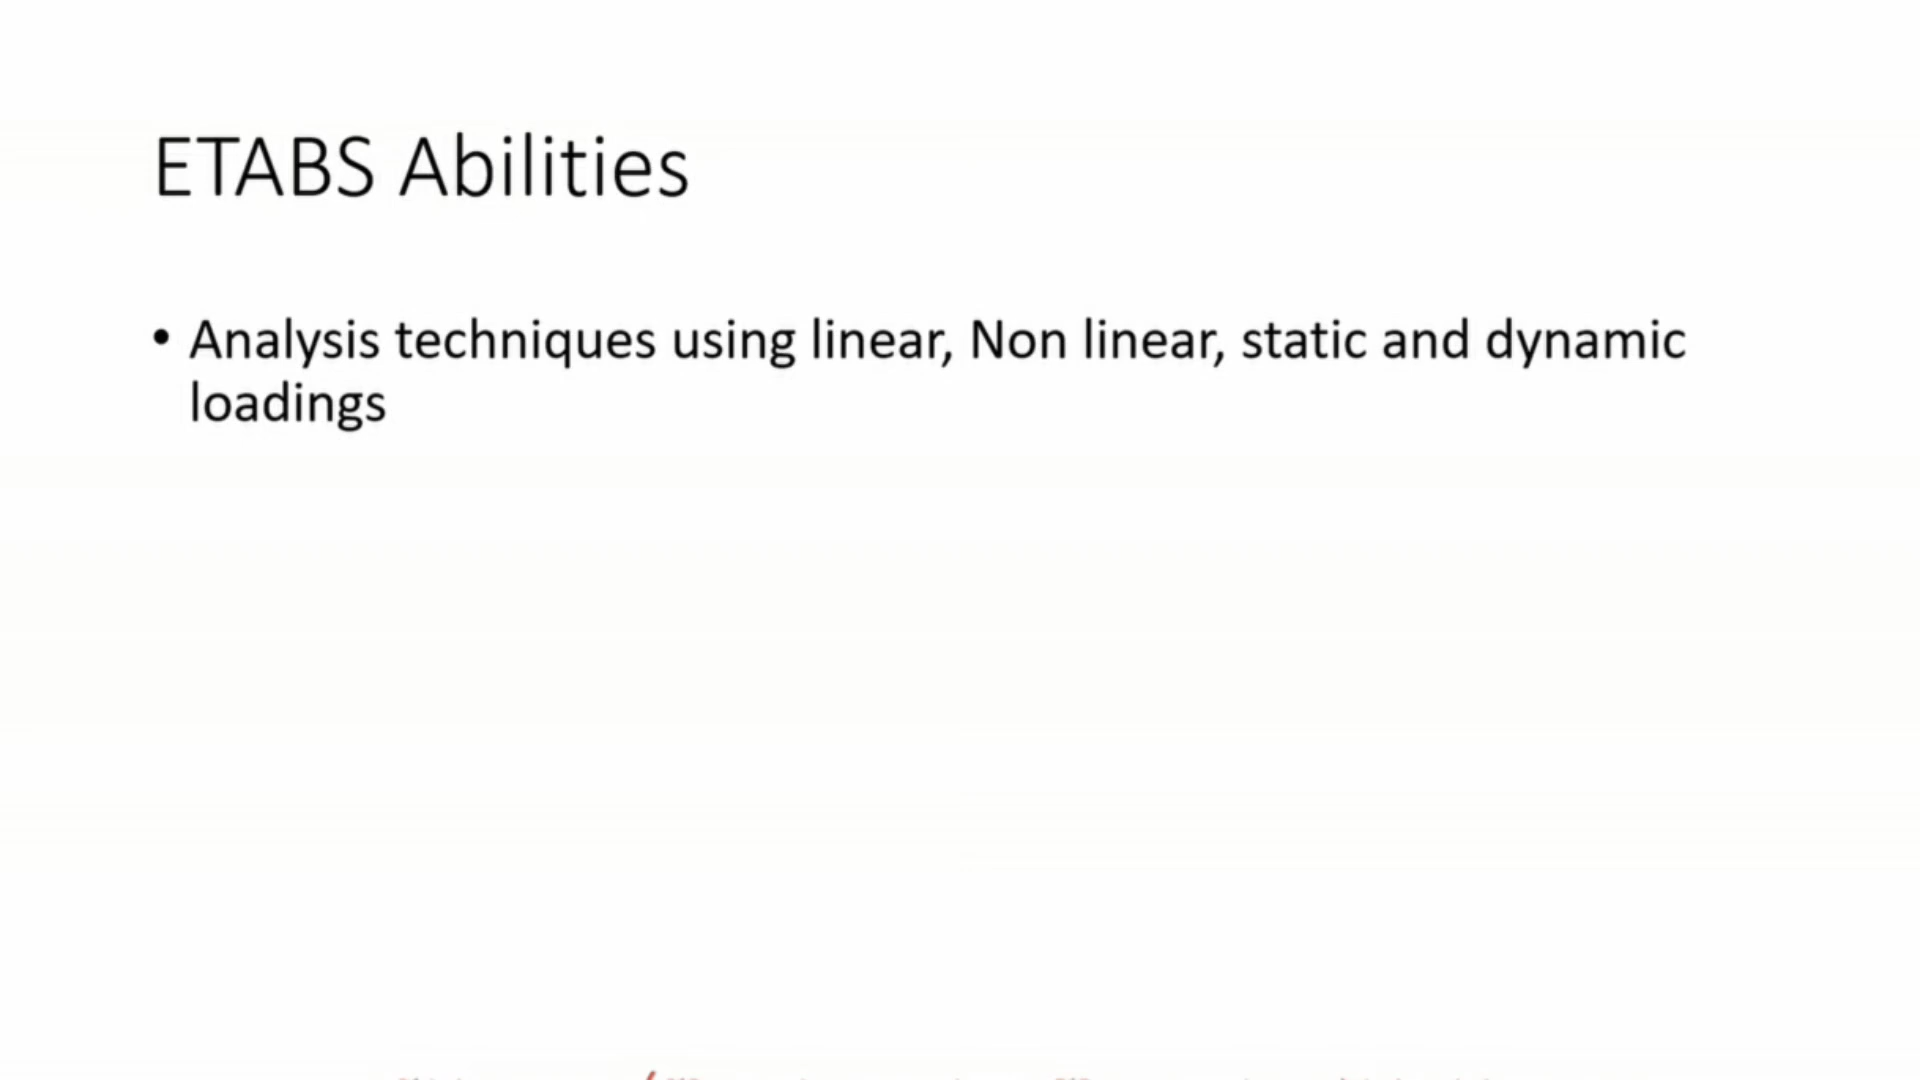 ETABS Abilities
• Analysis techniques using linear, Non linear, static and dynamic
loadings